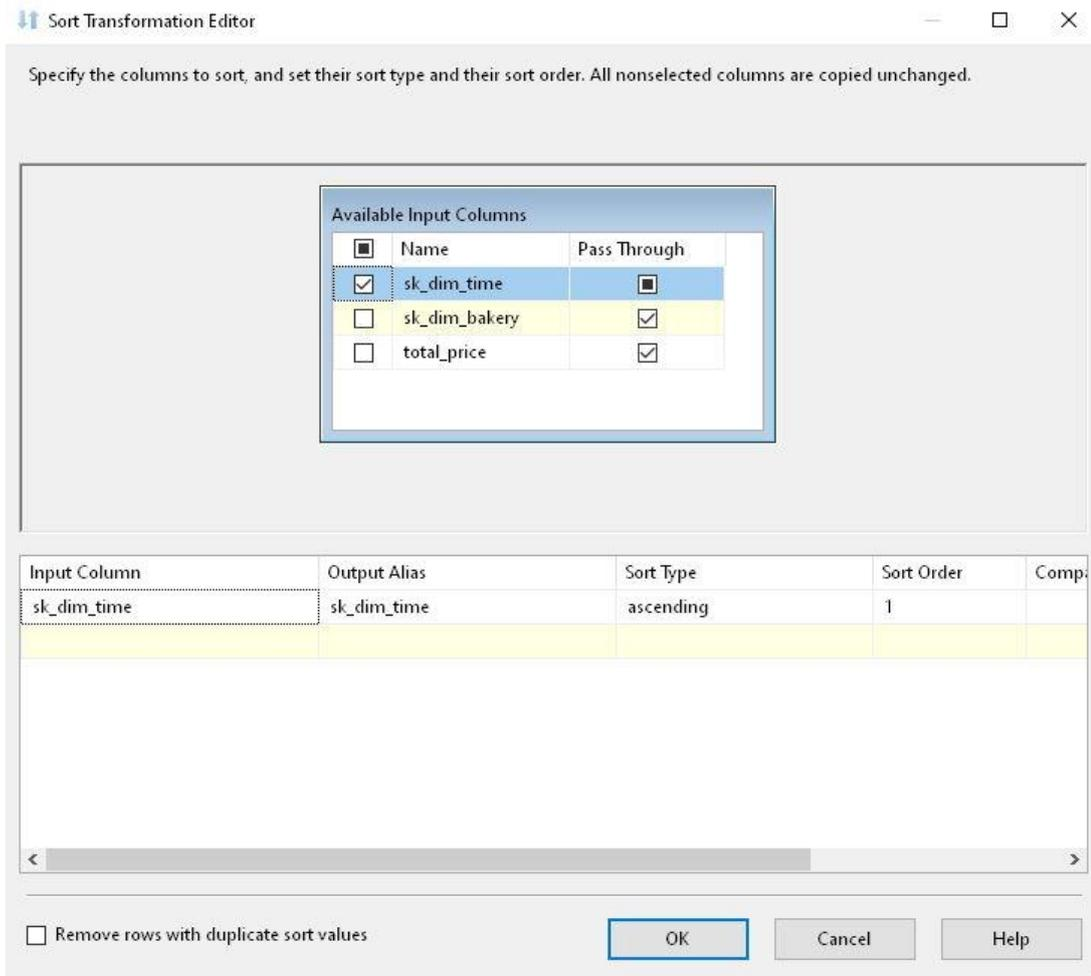 Sort Transformation Editor
Specify the columns to sort, and set their sort type and their sort order. All nonselected columns are copied unchanged.
Available Input Columns
Name Pass Through
sk_dim_time
sk_dim_bakery
total_price
Input Column Output Alias Sort Type Sort Order Compa
sk_dim_time sk_dim_time ascending 1
Remove rows with duplicate sort values OK Cancel Help